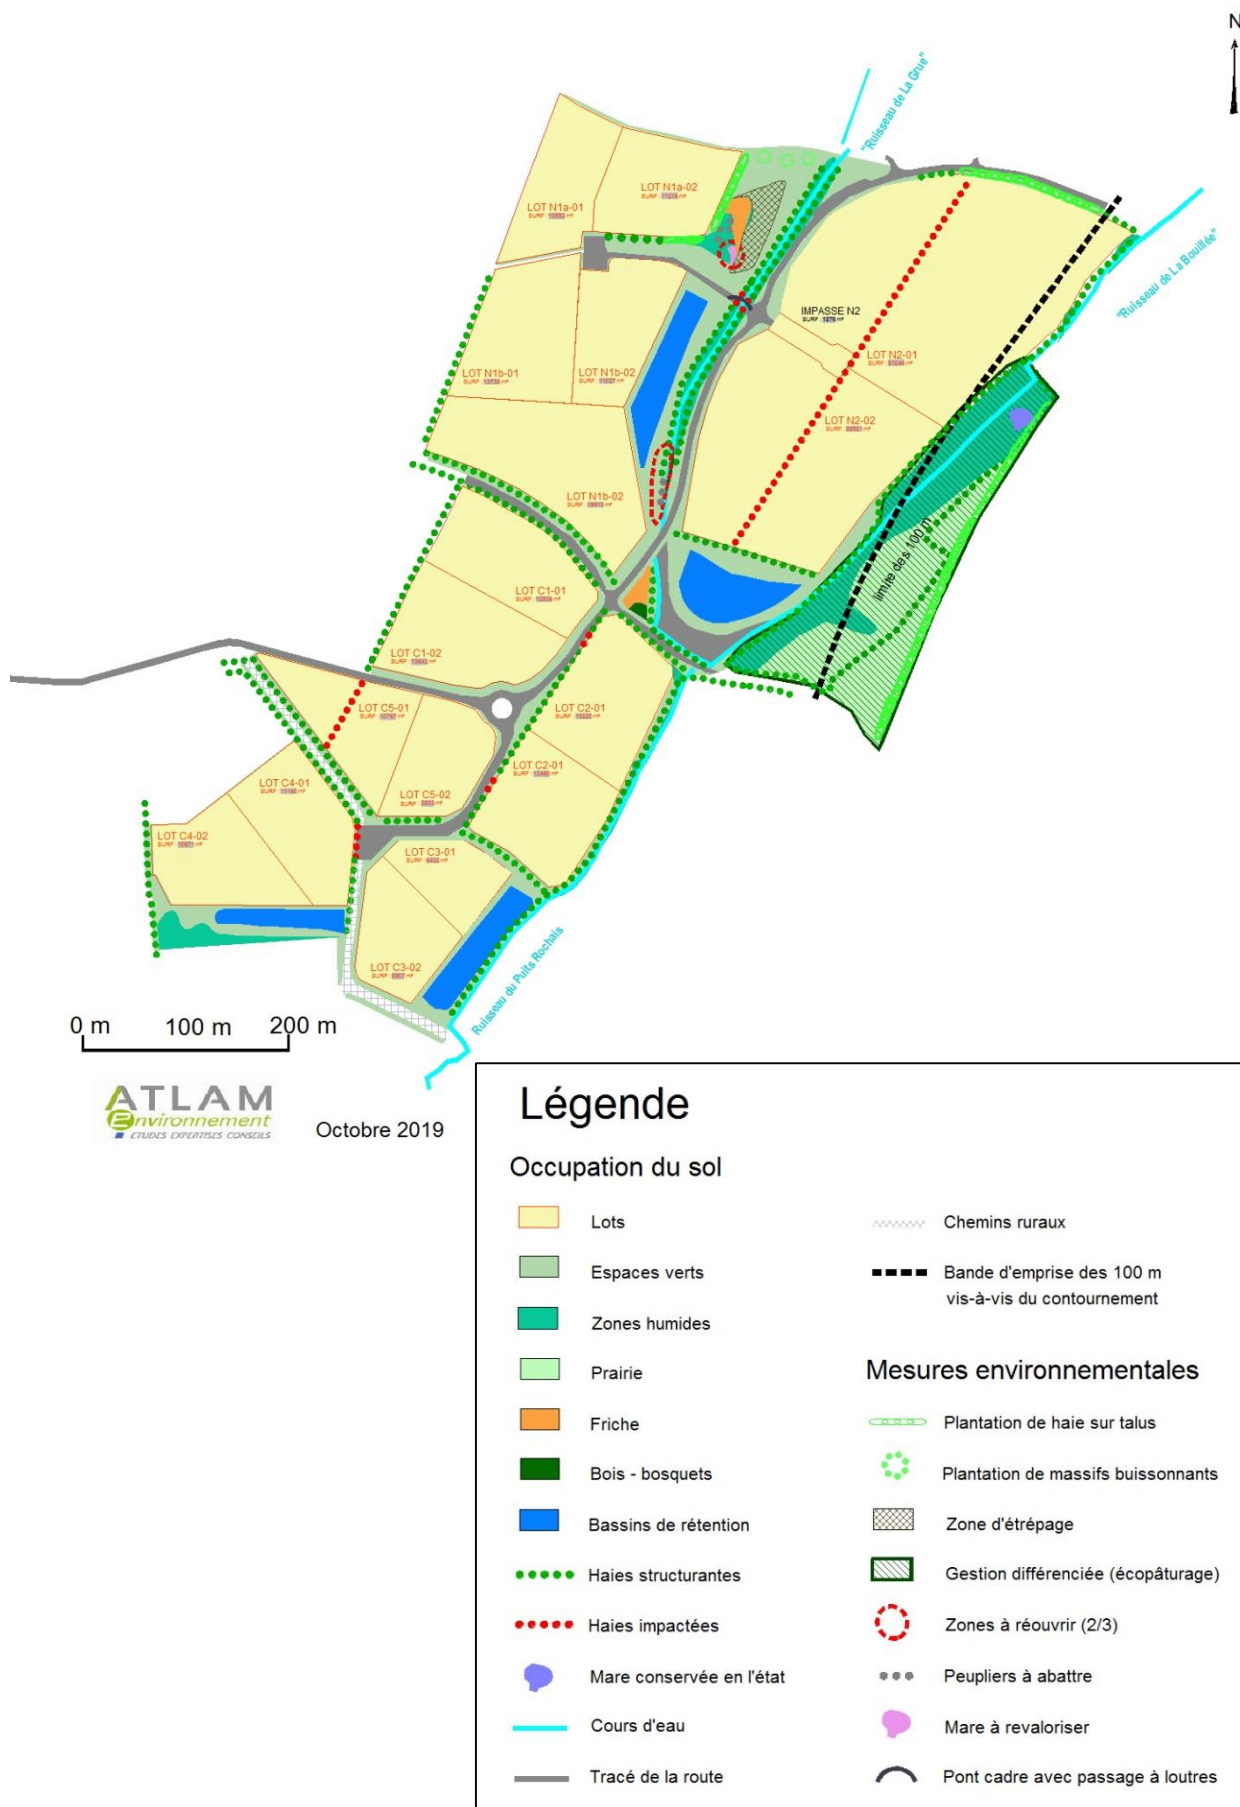 N
"Ruisseau de La Grue"
"Ruisseau de La Bouillée"
LOT N1a-02
LOT N1a-01
IMPASSE N2
LOT N1b-01
LOT N1b-02
LOT N2-01
LOT N2-02
LOT N1b-02
limite des 100 m
LOT C1-01
LOT C1-02
LOT C5-01
LOT C2-01
LOT C2-01
LOT C4-01
LOT C5-02
LOT C4-02
LOT C3-01
LOT C3-02
Ruisseau du Puits Rochais
0 m 100 m 200 m
ATLAM
environnement
ETUDES EXPERTISES CONSEILS
Octobre 2019
Légende
Occupation du sol
Lots
Espaces verts
Zones humides
Prairie
Friche
Bois - bosquets
Bassins de rétention
Haies structurantes
Haies impactées
Mare conservée en l'état
Cours d'eau
Tracé de la route
Chemins ruraux
Bande d'emprise des 100 m
vis-à-vis du contournement
Mesures environnementales
Plantation de haie sur talus
Plantation de massifs buissonnants
Zone d'étrépage
Gestion différenciée (écopâturage)
Zones à réouvrir (2/3)
Peupliers à abattre
Mare à revaloriser
Pont cadre avec passage à loutres